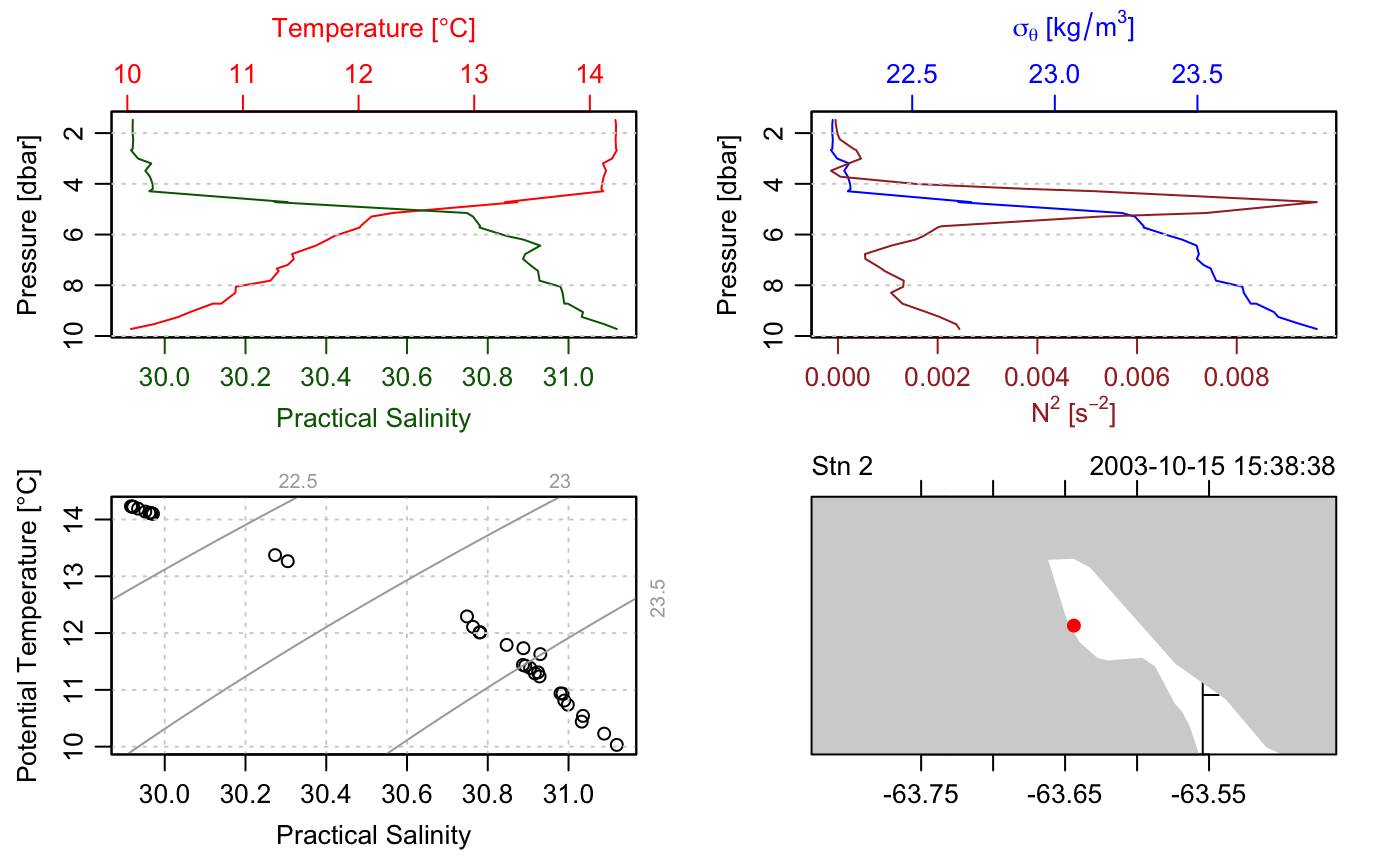 Temperature [°C]
10 11 12 13 14
Pressure [dbar]
2
4
6
8
10
30.0 30.2 30.4 30.6 30.8 31.0
Practical Salinity
σθ [kg/m³]
22.5 23.0 23.5
Pressure [dbar]
2
4
6
8
10
0.000 0.002 0.004 0.006 0.008
N² [s⁻²]
22.5 23
23.5
Potential Temperature [°C]
14
13
12
11
10
30.0 30.2 30.4 30.6 30.8 31.0
Practical Salinity
Stn 2 2003-10-15 15:38:38
-63.75 -63.65 -63.55